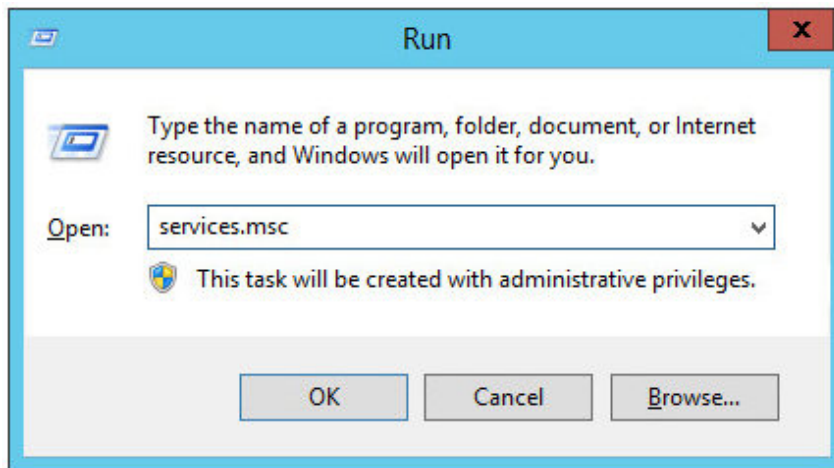 Run
x
Type the name of a program, folder, document, or Internet
resource, and Windows will open it for you.
Open: services.msc
This task will be created with administrative privileges.
OK Cancel Browse...